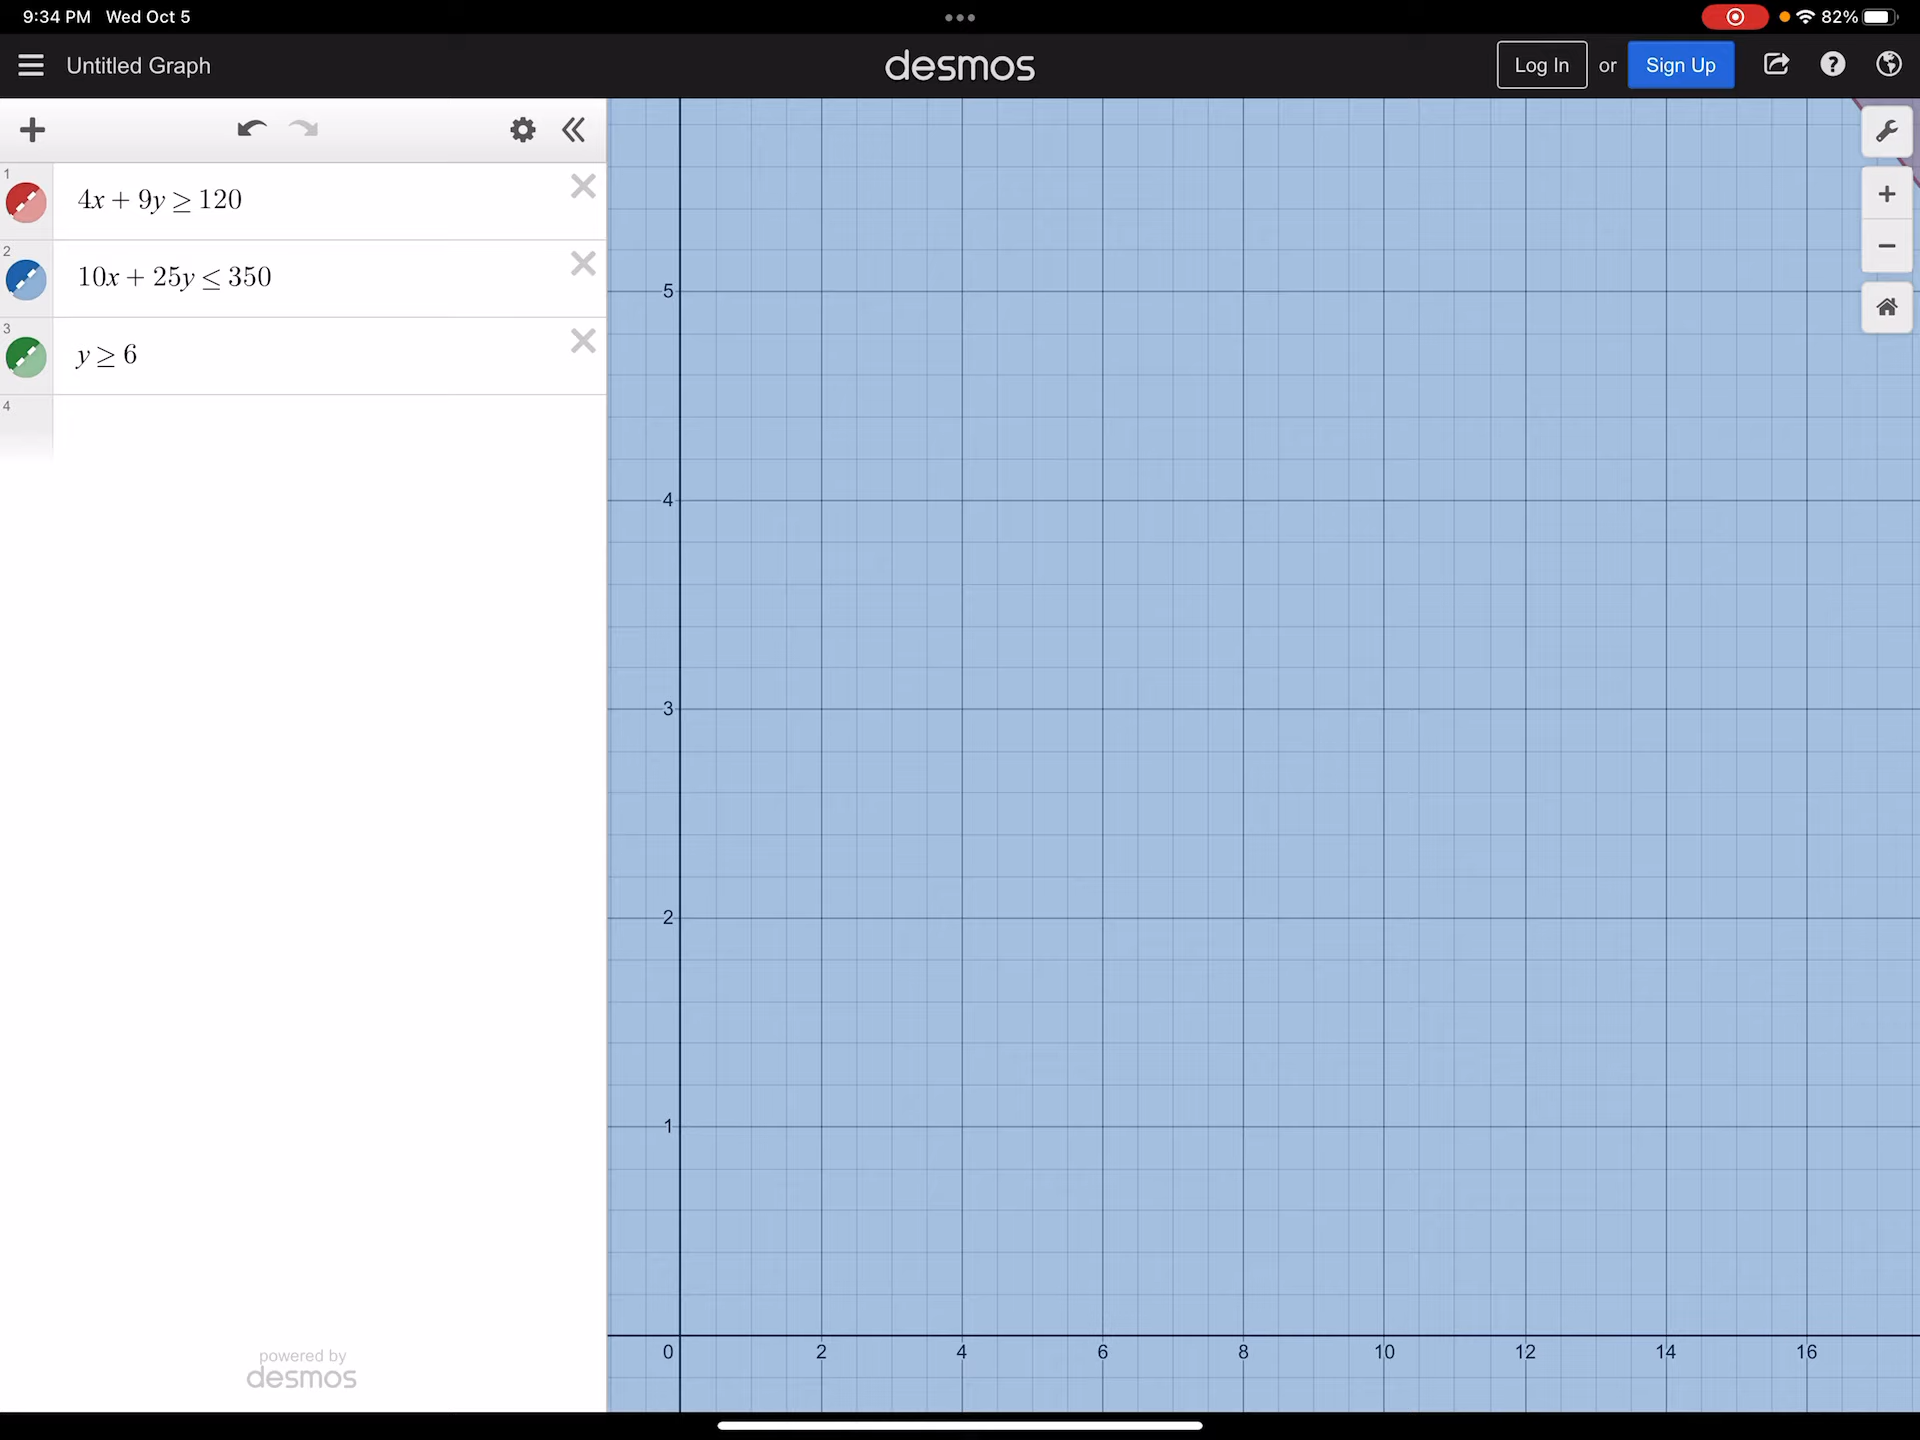 9:34 PM Wed Oct 5
82%
Untitled Graph
desmos
Log In or Sign Up
1
4x + 9y ≥ 120
2
10x + 25y ≤ 350
3
y ≥ 6
4
powered by
desmos
5
4
3
2
1
0 2 4 6 8 10 12 14 16